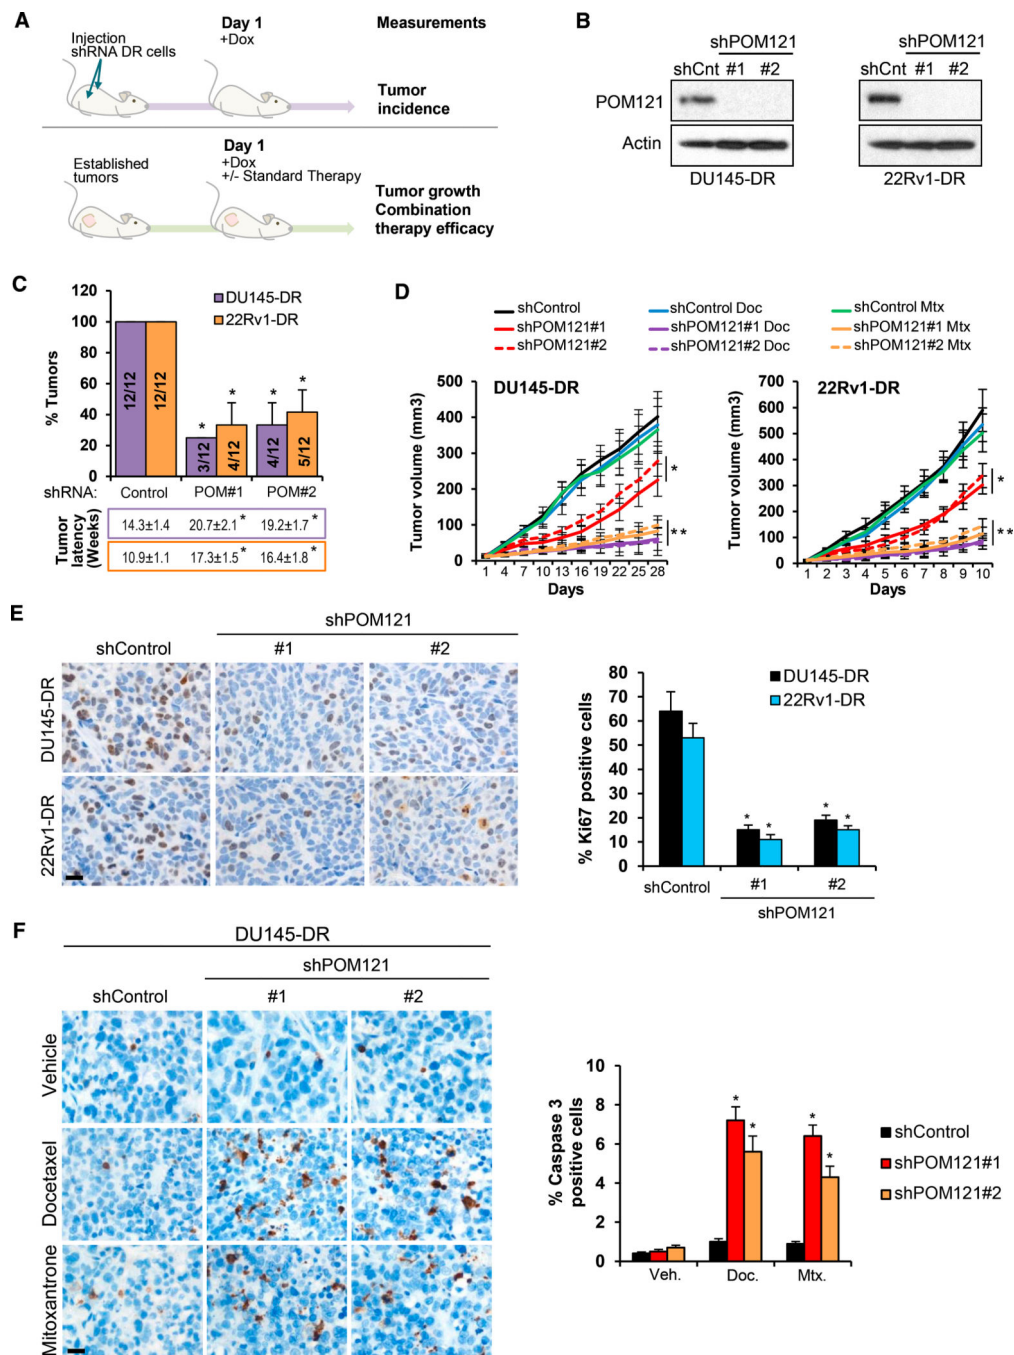 A
Injection
shRNA DR cells
Day 1
+Dox
Measurements
Tumor
incidence
Established
tumors
Day 1
+Dox
+/- Standard Therapy
Tumor growth
Combination
therapy efficacy
B
shPOM121
shCnt #1 #2
POM121
Actin
DU145-DR
shPOM121
shCnt #1 #2
22Rv1-DR
C
% Tumors
120
100
80
60
40
20
0
DU145-DR
22Rv1-DR
12/12
12/12
*
3/12
*
4/12
*
4/12
*
5/12
shRNA:
Control
POM#1
POM#2
Tumor
latency
(Weeks)
14.3±1.4 20.7±2.1 * 19.2±1.7 *
10.9±1.1 17.3±1.5 * 16.4±1.8 *
D
shControl
shPOM121#1
shPOM121#2
shControl Doc
shPOM121#1 Doc
shPOM121#2 Doc
shControl Mtx
shPOM121#1 Mtx
shPOM121#2 Mtx
DU145-DR
Tumor volume (mm3)
500
400
300
200
100
0
1 4 7 10 13 16 19 22 25 28
Days
*
**
22Rv1-DR
Tumor volume (mm3)
700
600
500
400
300
200
100
0
1 2 3 4 5 6 7 8 9 10
Days
*
**
E
shPOM121
shControl
#1
#2
DU145-DR
22Rv1-DR
% Ki67 positive cells
80
70
60
50
40
30
20
10
0
DU145-DR
22Rv1-DR
* * * *
shControl
#1
#2
shPOM121
F
DU145-DR
shPOM121
shControl
#1
#2
Vehicle
Docetaxel
Mitoxantrone
% Caspase 3
positive cells
10
8
6
4
2
0
* * * *
Veh.
Doc.
Mtx.
shControl
shPOM121#1
shPOM121#2